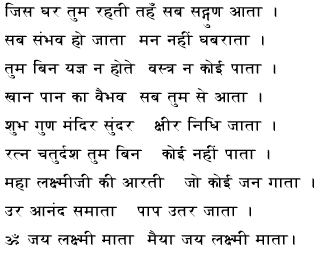 जिस घर तुम रहती तहँ सब सद्गुण आता ।
सब संभव हो जाता मन नहीं घबराता ।
तुम बिन यज्ञ न होते वस्त्र न कोई पाता ।
खान पान का वैभव सब तुम से आता ।
शुभ गुण मंदिर सुंदर क्षीर निधि जाता ।
रत्न चतुर्दश तुम बिन कोई नहीं पाता ।
महा लक्ष्मीजी की आरती जो कोई जन गाता ।
उर आनंद समाता पाप उतर जाता ।
ॐ जय लक्ष्मी माता मैया जय लक्ष्मी माता।